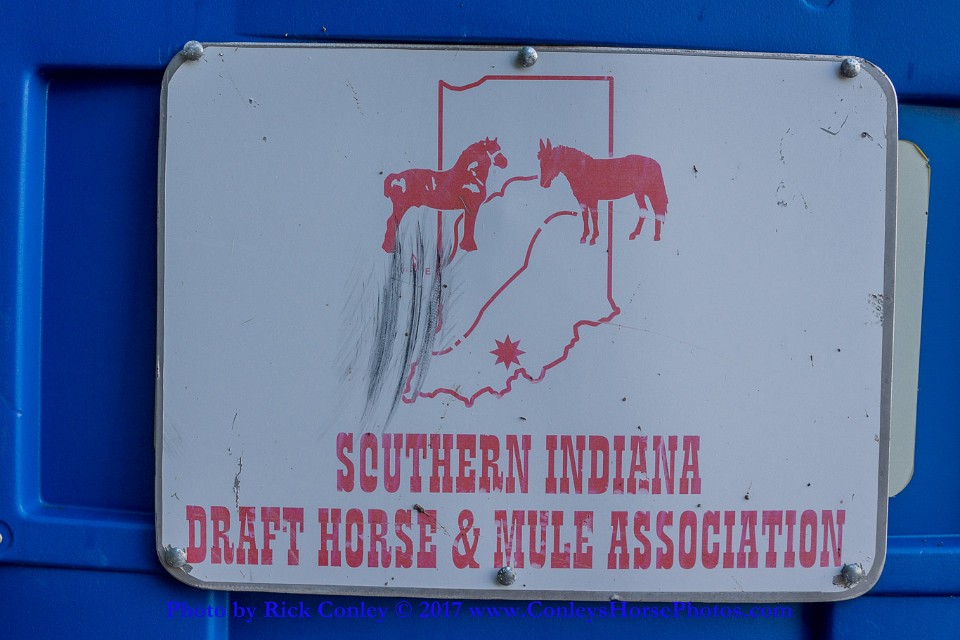 SOUTHERN INDIANA
DRAFT HORSE & MULE ASSOCIATION
Photo by Rick Conley © 2017 www.ConleysHorsePhotos.com